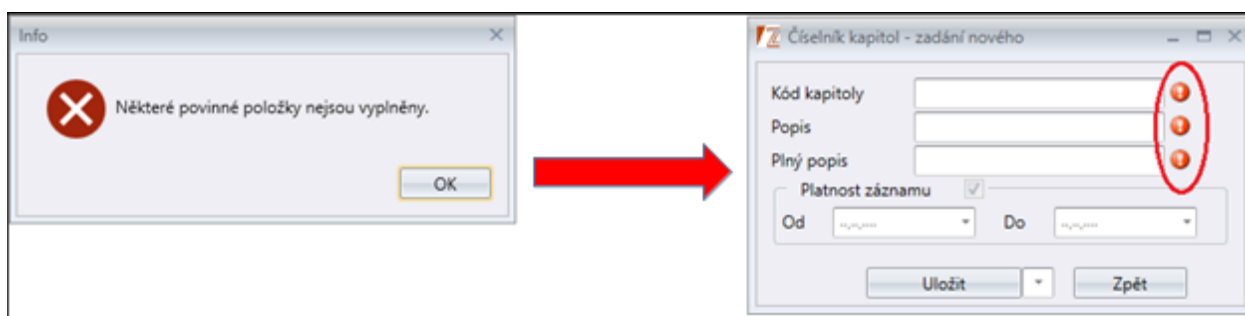 Info
Některé povinné položky nejsou vyplněny.
OK
Číselník kapitol - zadání nového
Kód kapitoly
Popis
Plný popis
Platnost záznamu
Od
Do
Uložit
Zpět